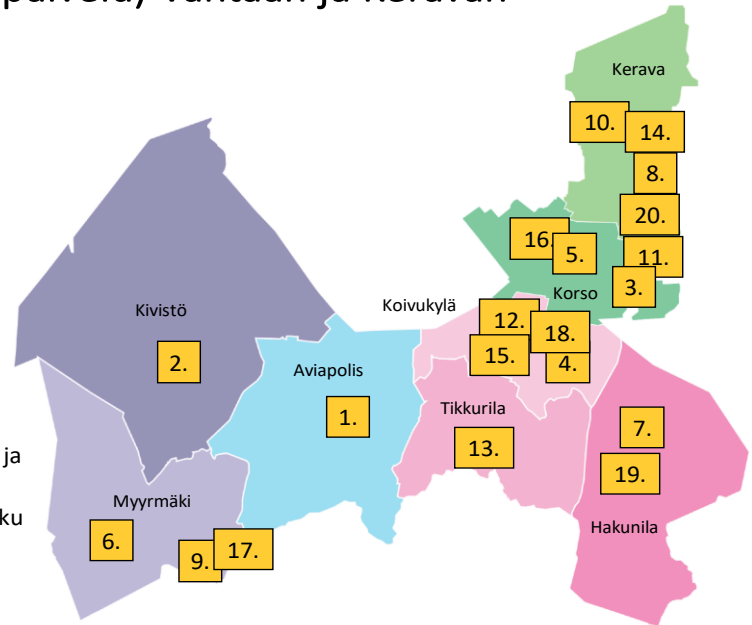 Kerava
10.
14.
8.
20.
16.
5.
11.
3.
Korso
Koivukylä
12.
18.
15.
4.
Kivistö
2.
Aviapolis
1.
Tikkurila
13.
7.
19.
Hakunila
ja
ku
Myyrmäki
6.
9.
17.